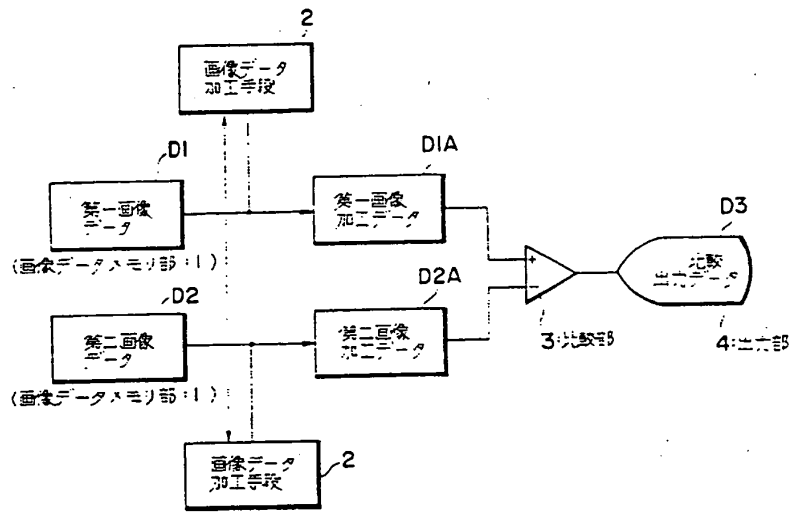 2
画像データ
加工手段
D1
D1A
第一画像
データ
第一画像
加工データ
D3
(画像データメモリ部:1)
比較
出力データ
D2
D2A
第二画像
データ
第二画像
加工データ
3:比較部
4:出力部
(画像データメモリ部:1)
画像データ
加工手段
2